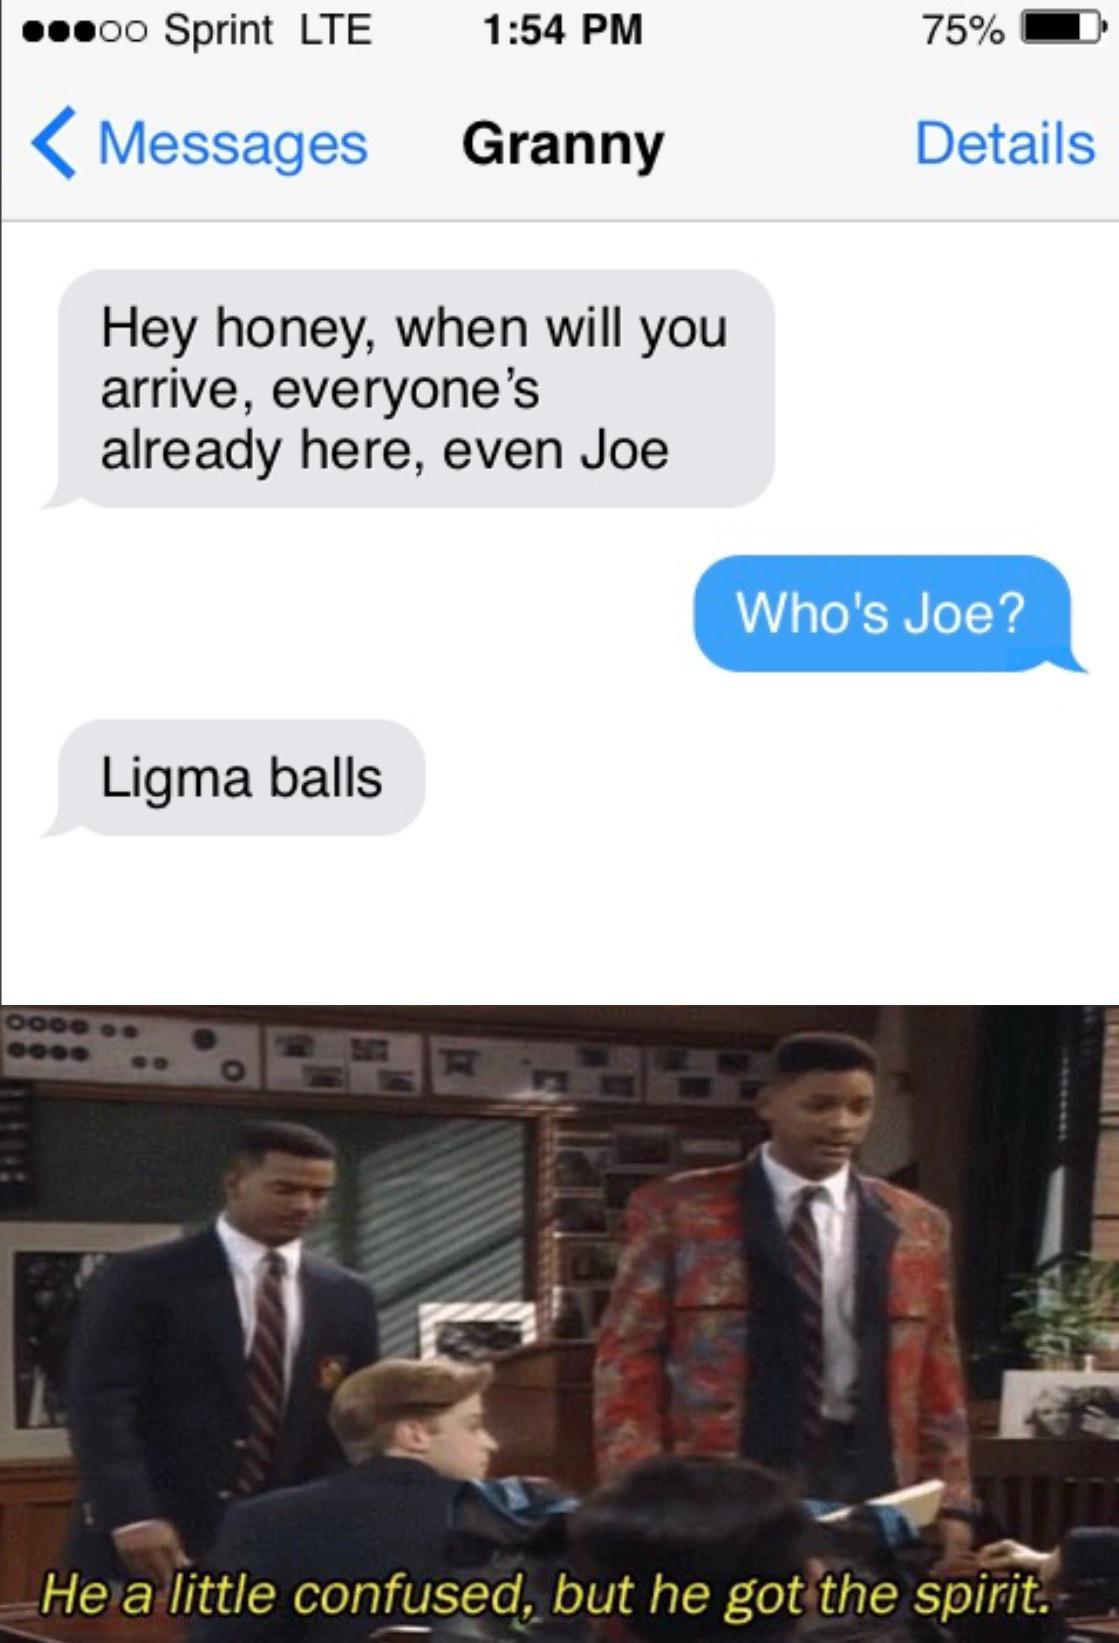 Sprint LTE 1:54 PM 75%
Messages Granny Details
Hey honey, when will you
arrive, everyone’s
already here, even Joe
Who's Joe?
Ligma balls
He a little confused, but he got the spirit.